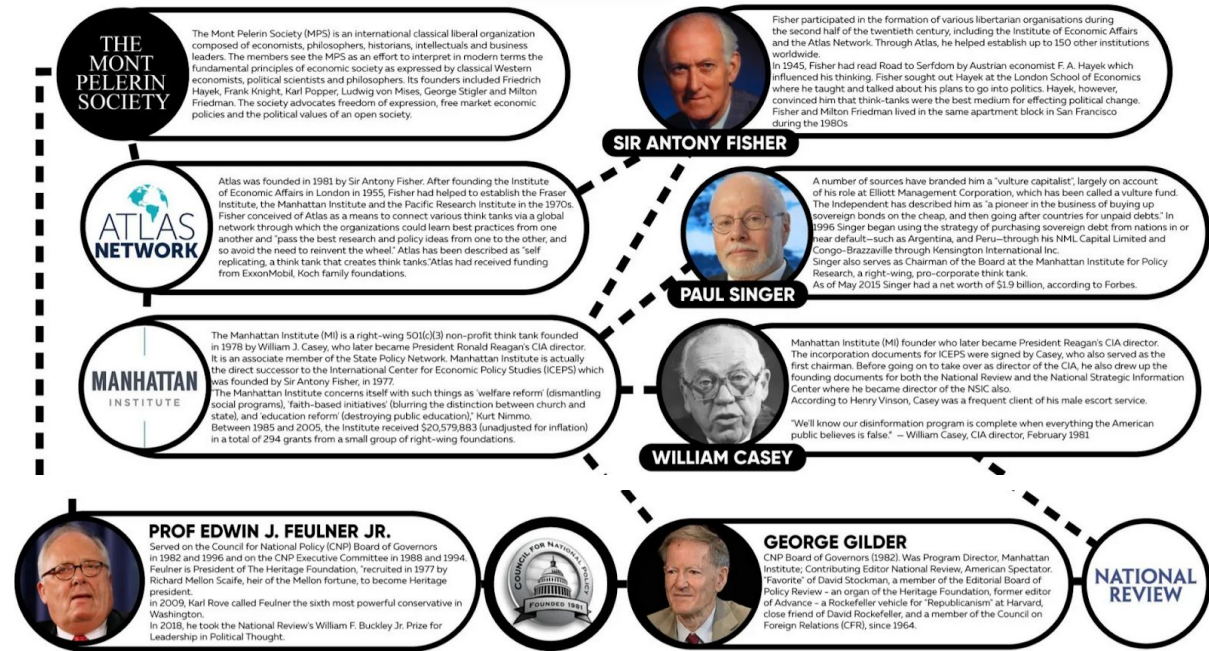 THE
MONT
PELERIN
SOCIETY
The Mont Pelerin Society (MPS) is an international classical liberal organization
composed of economists, philosophers, historians, intellectuals and business
leaders. The members see the MPS as an effort to interpret in modern terms the
fundamental principles of economic society as expressed by classical Western
economists, political scientists and philosophers. Its founders included Friedrich
Hayek, Frank Knight, Karl Popper, Ludwig von Mises, George Stigler and Milton
Friedman. The society advocates freedom of expression, free market economic
policies and the political values of an open society.
Fisher participated in the formation of various libertarian organisations during
the second half of the twentieth century, including the Institute of Economic Affairs
and the Atlas Network. Through Atlas, he helped establish up to 150 other institutions
worldwide.
In 1945, Fisher had read Road to Serfdom by Austrian economist F. A. Hayek which
influenced his thinking. Fisher sought out Hayek at the London School of Economics
where he taught and talked about his plans to go into politics. Hayek, however,
convinced him that think-tanks were the best medium for effecting political change.
Fisher and Milton Friedman lived in the same apartment block in San Francisco
during the 1980s
SIR ANTONY FISHER
ATLAS
NETWORK
Atlas was founded in 1981 by Sir Antony Fisher. After founding the Institute
of Economic Affairs in London in 1955, Fisher had helped to establish the Fraser
Institute, the Manhattan Institute and the Pacific Research Institute in the 1970s.
Fisher conceived of Atlas as a means to connect various think tanks via a global
network through which the organizations could learn best practices from one
another and "pass the best research and policy ideas from one to the other, and
so avoid the need to reinvent the wheel." Atlas has been described as "self
replicating, a think tank that creates think tanks."Atlas had received funding
from ExxonMobil, Koch family foundations.
A number of sources have branded him a "vulture capitalist", largely on account
of his role at Elliott Management Corporation, which has been called a vulture fund.
The Independent has described him as "a pioneer in the business of buying up
sovereign bonds on the cheap, and then going after countries for unpaid debts." In
1996 Singer began using the strategy of purchasing sovereign debt from nations in or
near default—such as Argentina, and Peru—through his NML Capital Limited and
Congo-Brazzaville through Kensington International Inc.
Singer also serves as Chairman of the Board at the Manhattan Institute for Policy
Research, a right-wing, pro-corporate think tank.
As of May 2015 Singer had a net worth of $1.9 billion, according to Forbes.
PAUL SINGER
MANHATTAN
INSTITUTE
The Manhattan Institute (MI) is a right-wing 501(c)(3) non-profit think tank founded
in 1978 by William J. Casey, who later became President Ronald Reagan's CIA director.
It is an associate member of the State Policy Network. Manhattan Institute is actually
the direct successor to the International Center for Economic Policy Studies (ICEPS) which
was founded by Sir Antony Fisher, in 1977.
"The Manhattan Institute concerns itself with such things as 'welfare reform' (dismantling
social programs), 'faith-based initiatives' (blurring the distinction between church and
state), and 'education reform' (destroying public education)," Kurt Nimmo.
Between 1985 and 2005, the Institute received $20,579,883 (unadjusted for inflation)
in a total of 294 grants from a small group of right-wing foundations.
Manhattan Institute (MI) founder who later became President Reagan's CIA director.
The incorporation documents for ICEPS were signed by Casey, who also served as the
first chairman. Before going on to take over as director of the CIA, he also drew up the
founding documents for both the National Review and the National Strategic Information
Center where he became director of the NSIC also.
According to Henry Vinson, Casey was a frequent client of his male escort service.
"We'll know our disinformation program is complete when everything the American
public believes is false." — William Casey, CIA director, February 1981
WILLIAM CASEY
PROF EDWIN J. FEULNER JR.
Served on the Council for National Policy (CNP) Board of Governors
in 1982 and 1996 and on the CNP Executive Committee in 1988 and 1994.
Feulner is President of The Heritage Foundation, "recruited in 1977 by
Richard Mellon Scaife, heir of the Mellon fortune, to become Heritage
president.
in 2009, Karl Rove called Feulner the sixth most powerful conservative in
Washington.
In 2018, he took the National Review's William F. Buckley Jr. Prize for
Leadership in Political Thought.
COUNCIL FOR NATIONAL POLICY
FOUNDED 1981
GEORGE GILDER
CNP Board of Governors (1982). Was Program Director, Manhattan
Institute; Contributing Editor National Review, American Spectator.
"Favorite" of David Stockman, a member of the Editorial Board of
Policy Review - an organ of the Heritage Foundation, former editor
of Advance - a Rockefeller vehicle for "Republicanism" at Harvard,
close friend of David Rockefeller, and a member of the Council on
Foreign Relations (CFR), since 1964.
NATIONAL
REVIEW